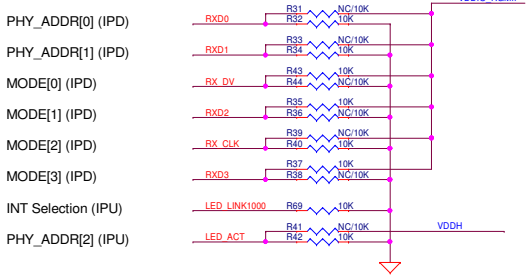 R31 NC/10K
PHY_ADDR[0] (IPD) RXD0 R32 10K
R33 NC/10K
PHY_ADDR[1] (IPD) RXD1 R34 10K
R43 10K
MODE[0] (IPD) RX_DV R44 NC/10K
R35 10K
MODE[1] (IPD) RXD2 R36 NC/10K
R39 NC/10K
MODE[2] (IPD) RX_CLK R40 10K
R37 10K
MODE[3] (IPD) RXD3 R38 NC/10K
INT Selection (IPU) LED_LINK1000 R69 10K
R41 NC/10K VDDH
PHY_ADDR[2] (IPU) LED_ACT R42 10K